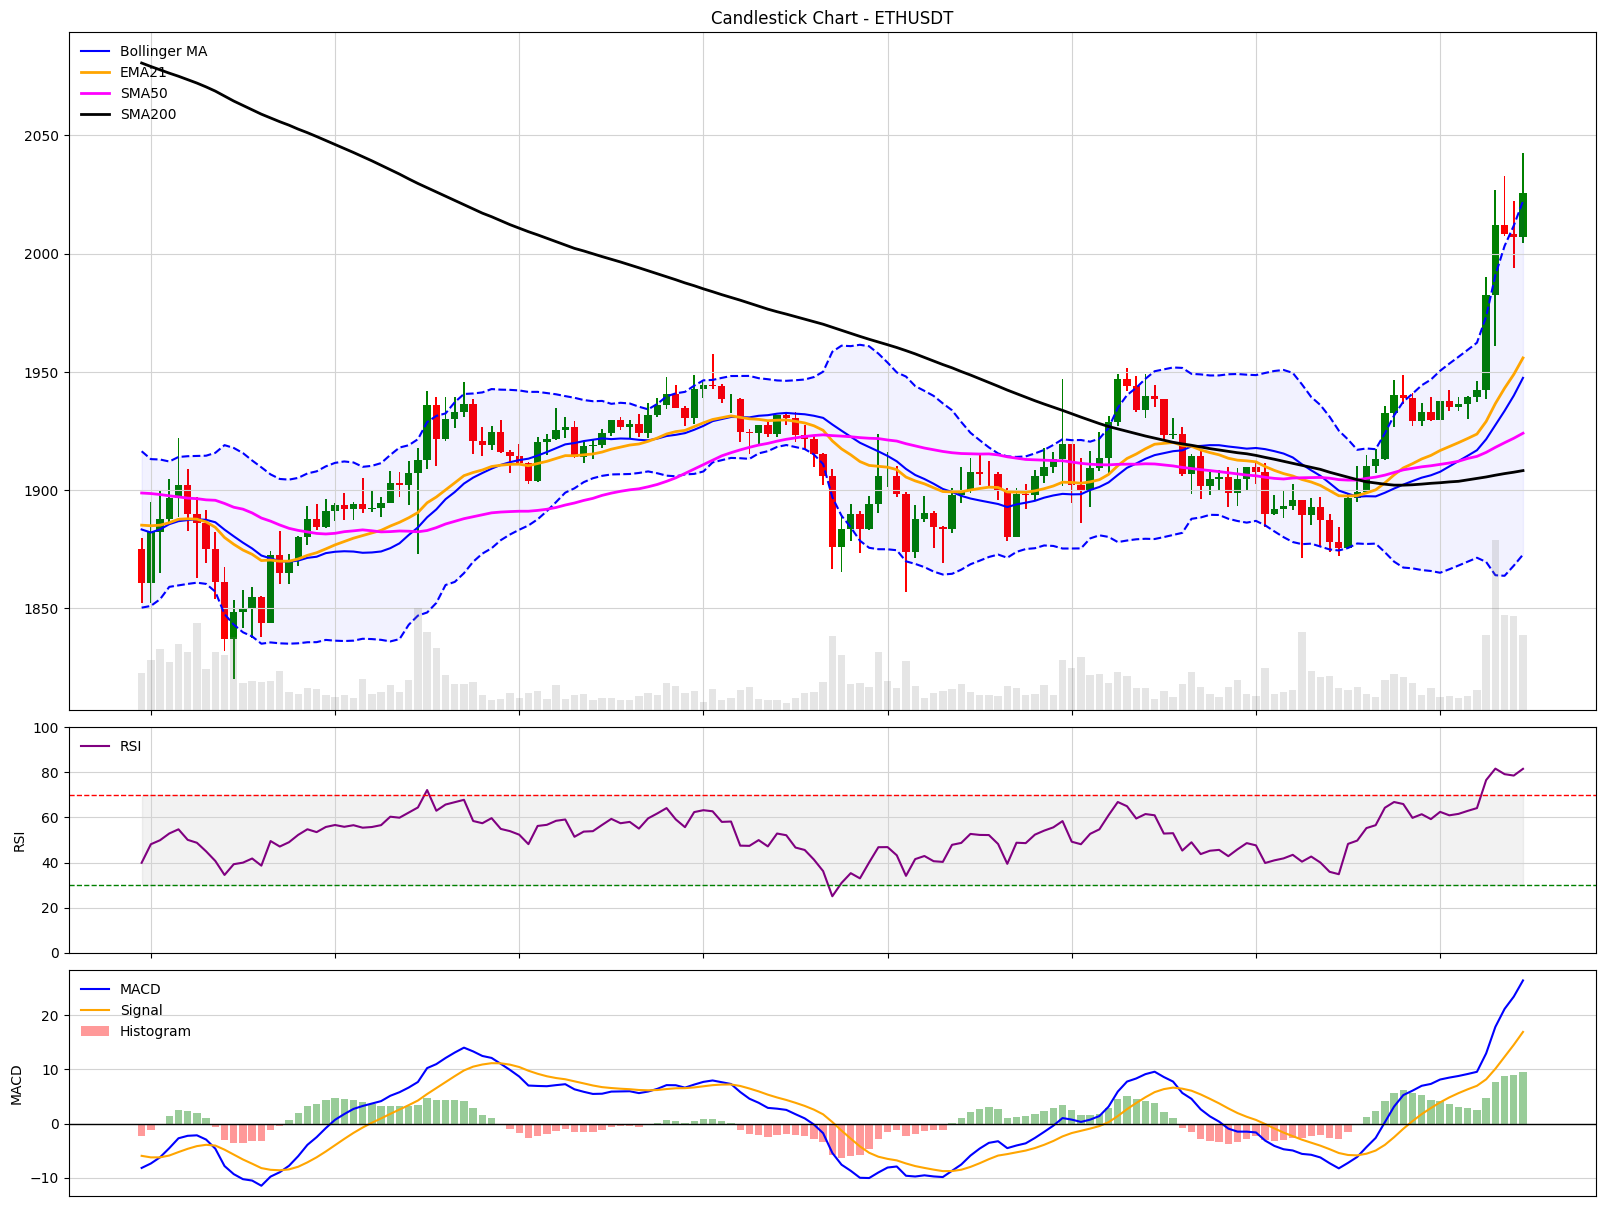 Candlestick Chart - ETHUSDT
Bollinger MA
EMA21
SMA50
SMA200
2050
2000
1950
1900
1850
RSI
100
80
60
40
20
0
RSI
MACD
Signal
Histogram
20
10
0
−10
MACD